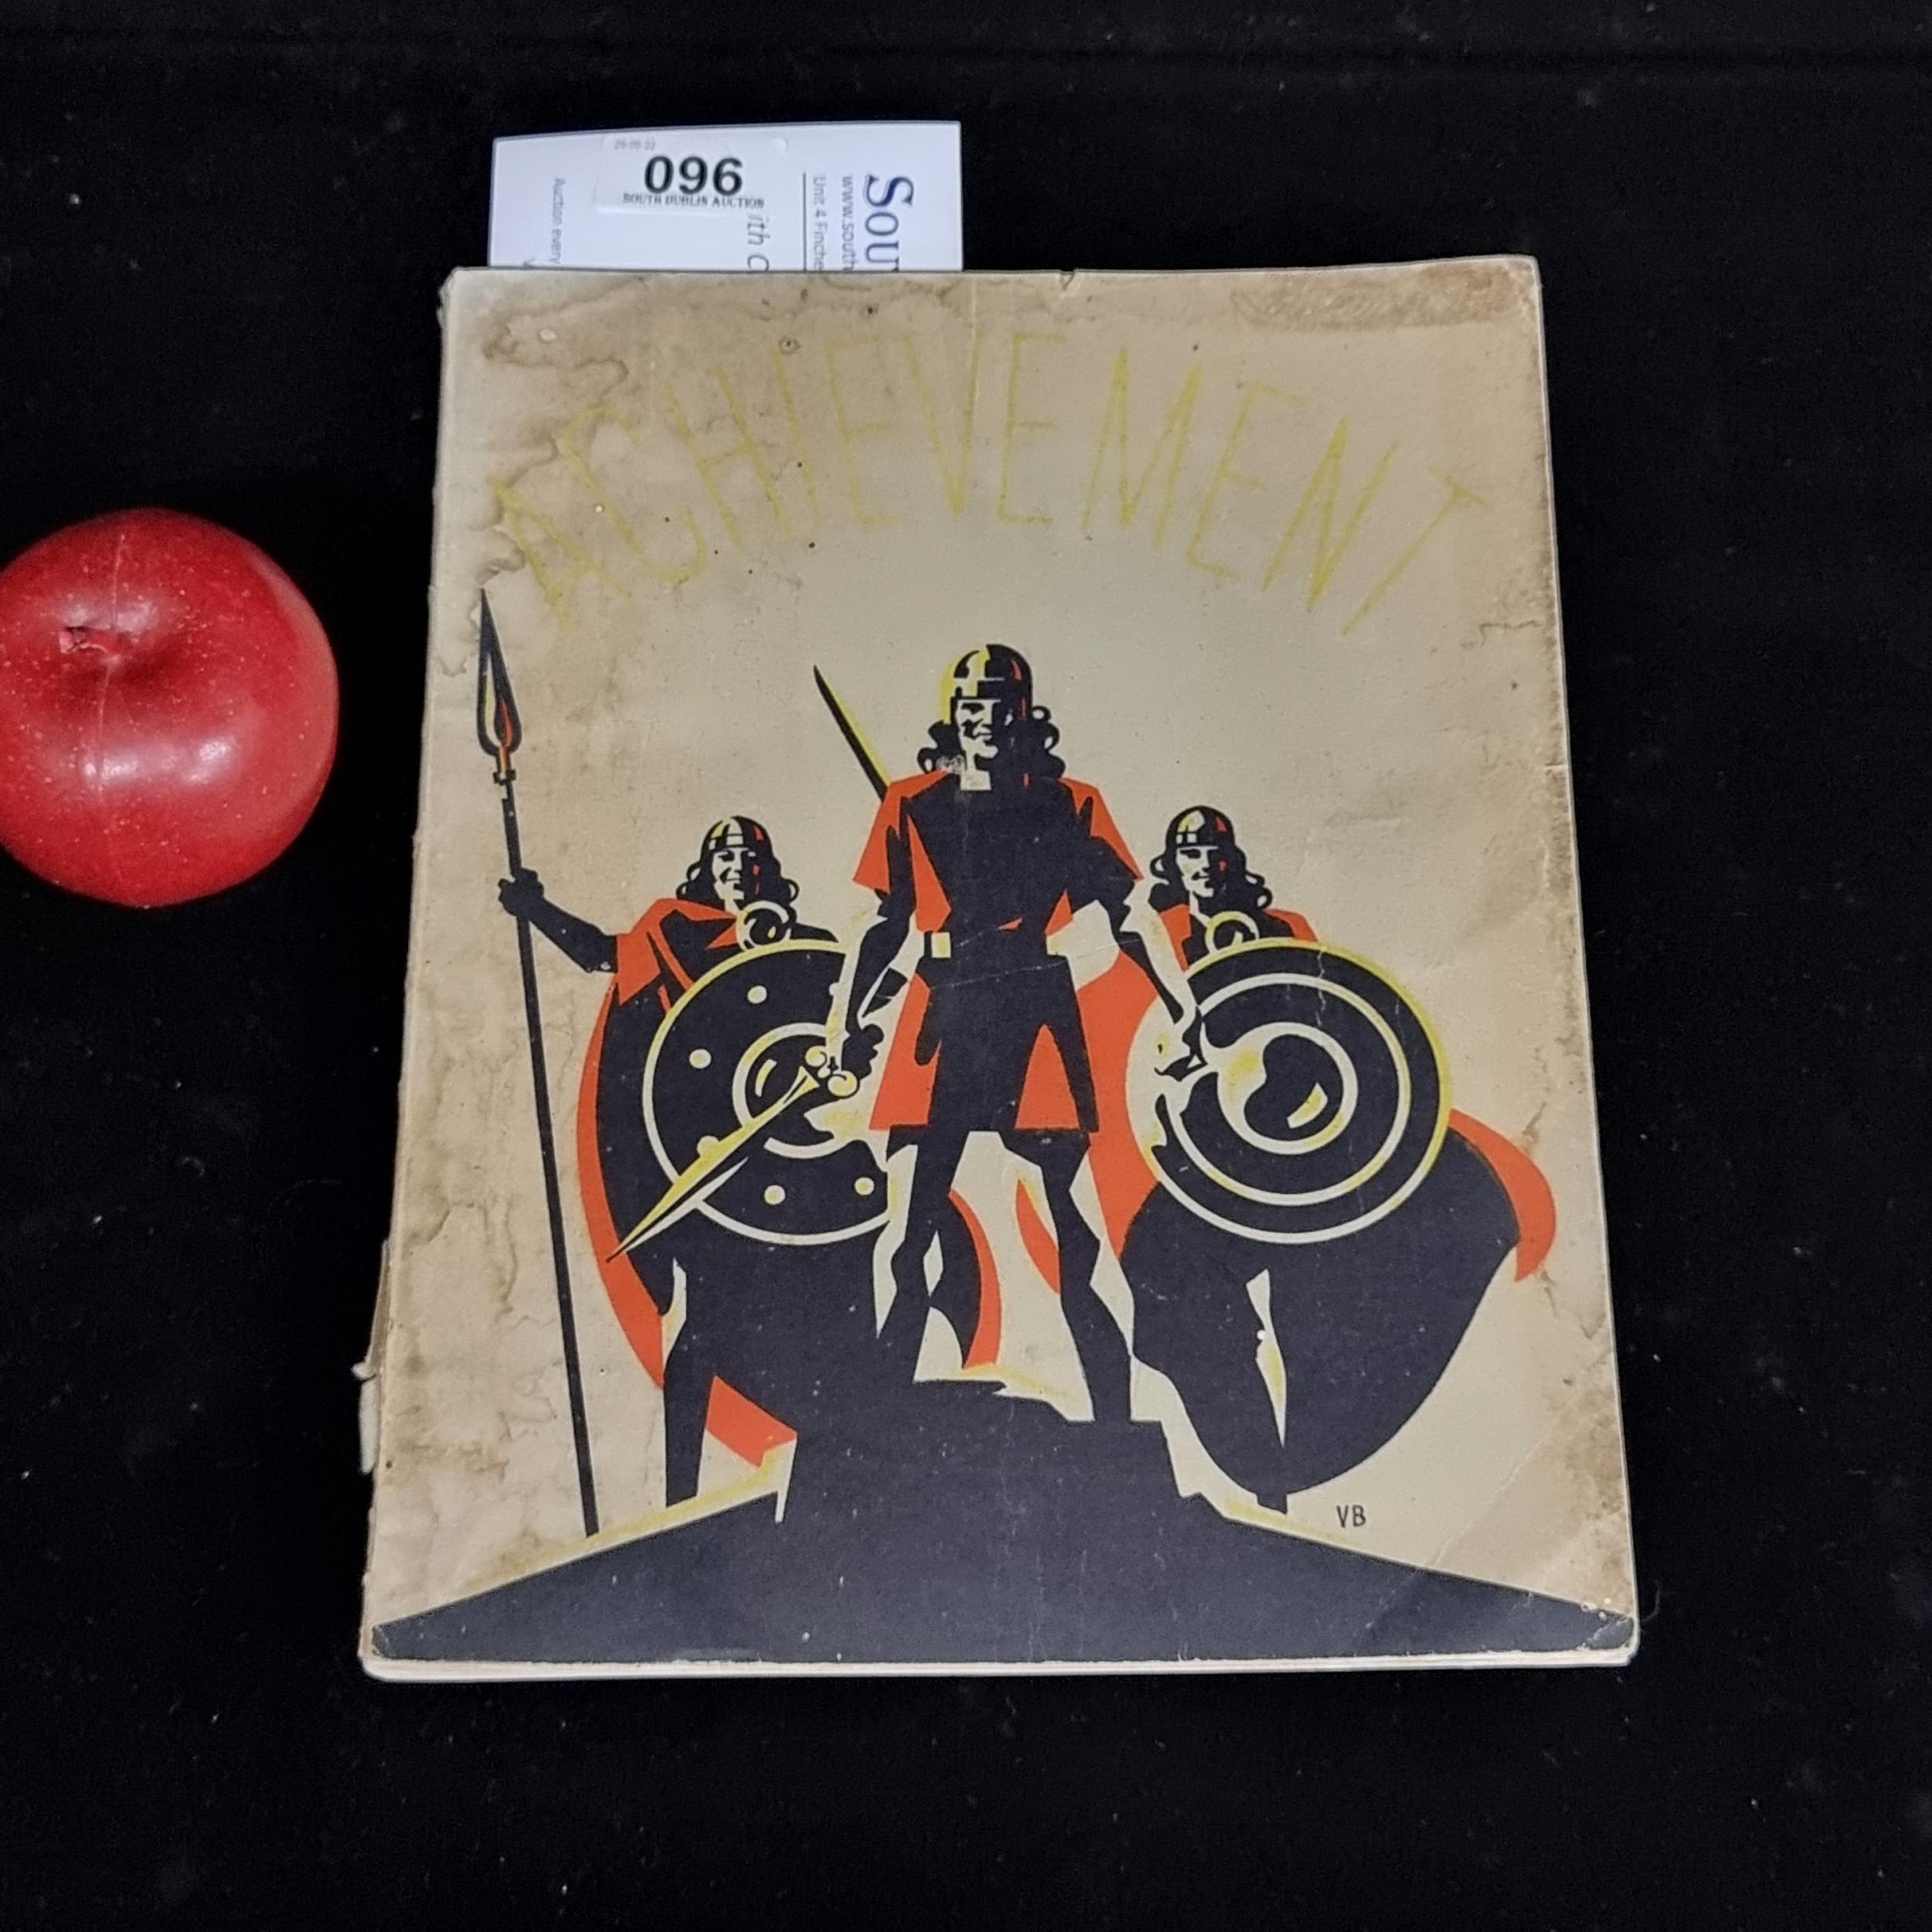 096
SOUTH DUBLIN AUCTION
Sou
www.south
Unit 4 Finche
ith C
Auction every
ACHIEVEMENT
VB